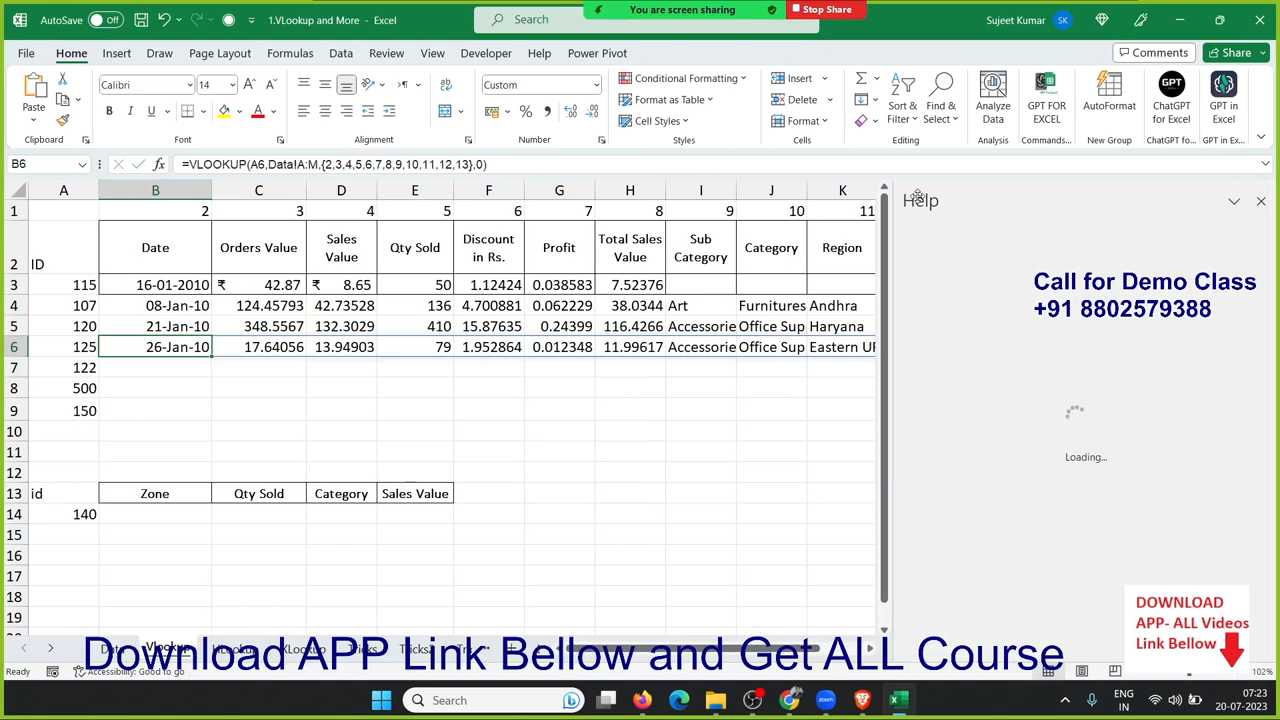 AutoSave Off 1.VLookup and More - Excel Search You are screen sharing Stop Share Sujeet Kumar SK
File Home Insert Draw Page Layout Formulas Data Review View Developer Help Power Pivot Comments Share
Calibri 14 Custom Conditional Formatting Insert
Paste B I U Format as Table Delete Sort & Filter Find & Select Analyze Data GPT FOR EXCEL AutoFormat ChatGPT for Excel GPT in Excel
Cell Styles Format
Clipboard Font Alignment Number Styles Cells Editing Analysis Commands New Group ChatGPT for ... GPT in Ex...
B6 fx =VLOOKUP(A6,DataIA:M,{2,3,4,5,6,7,8,9,10,11,12,13},0)
A B C D E F G H I J K
1 2 3 4 5 6 7 8 9 10 11
2 ID Date Orders Value Sales Value Qty Sold Discount in Rs. Profit Total Sales Value Sub Category Category Region
3 115 16-01-2010 ₹ 42.87 ₹ 8.65 50 1.12424 0.038583 7.52376
4 107 08-Jan-10 124.45793 42.73528 136 4.700881 0.062229 38.0344 Art Furnitures Andhra
5 120 21-Jan-10 348.5567 132.3029 410 15.87635 0.24399 116.4266 Accessorie Office Sup Haryana
6 125 26-Jan-10 17.64056 13.94903 79 1.952864 0.012348 11.99617 Accessorie Office Sup Eastern UP
7 122
8 500
9 150
10
11
12
13 id Zone Qty Sold Category Sales Value
14 140
15
16
17
18
19
Help
Call for Demo Class
+91 8802579388
Loading...
DOWNLOAD
APP- ALL Videos
Link Bellow
Download APP Link Bellow and Get ALL Course
Ready Accessibility: Good to go 102%
Search zoom ENG IN 07:23 20-07-2023